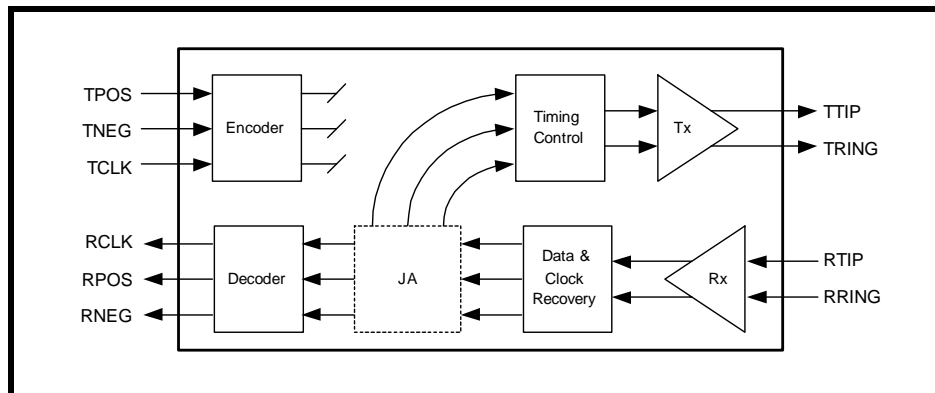 TPOS
TNEG
TCLK
Encoder
Timing
Control
Tx
TTIP
TRING
RCLK
RPOS
RNEG
Decoder
JA
Data &
Clock
Recovery
Rx
RTIP
RRING